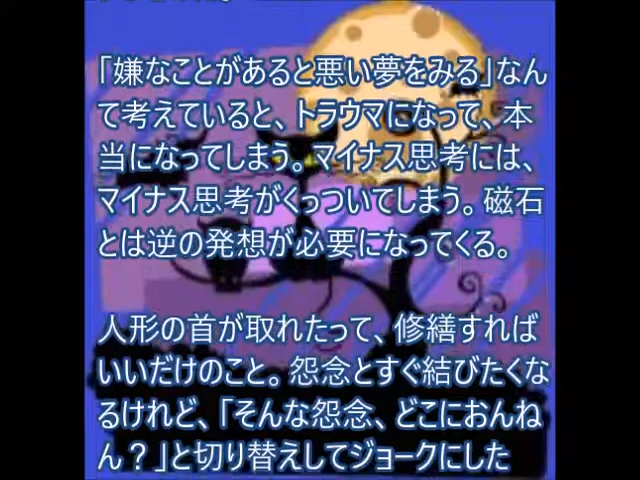 「嫌なことがあると悪い夢をみる」なん
て考えていると、トラウマになって、本
当になってしまう。マイナス思考には、
マイナス思考がくっついてしまう。磁石
とは逆の発想が必要になってくる。
人形の首が取れたって、修繕すれば
いいだけのこと。怨念とすぐ結びたくな
るけれど、「そんな怨念、どこにおんね
ん？」と切り替えしてジョークにした